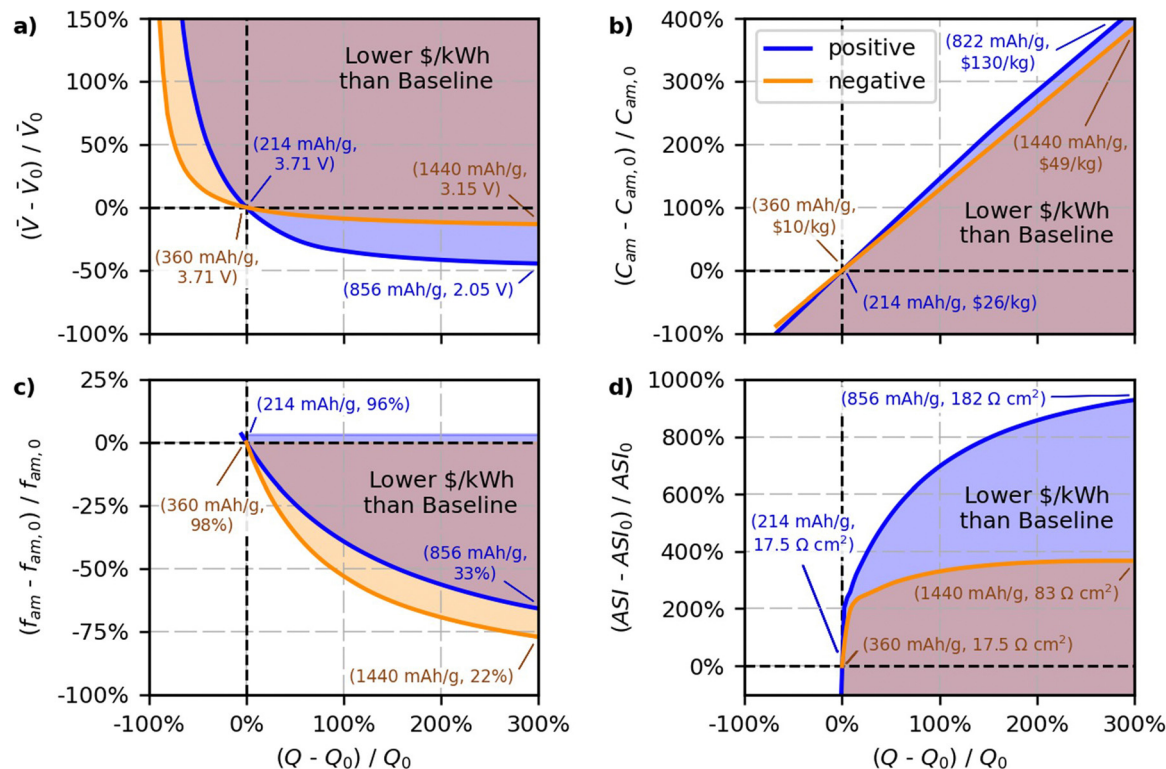 a)
150%
100%
50%
0%
-50%
-100%
(V̄ - V̄₀) / V̄₀
Lower $/kWh
than Baseline
(214 mAh/g,
3.71 V)
(1440 mAh/g,
3.15 V)
(360 mAh/g,
3.71 V)
(856 mAh/g, 2.05 V)
b)
400%
300%
200%
100%
0%
-100%
(C_am - C_am,0) / C_am,0
positive
negative
(822 mAh/g,
$130/kg)
(1440 mAh/g,
$49/kg)
(360 mAh/g,
$10/kg)
Lower $/kWh
than Baseline
(214 mAh/g, $26/kg)
c)
25%
0%
-25%
-50%
-75%
-100%
(f_am - f_am,0) / f_am,0
(214 mAh/g, 96%)
Lower $/kWh
than Baseline
(360 mAh/g,
98%)
(856 mAh/g,
33%)
(1440 mAh/g, 22%)
-100%
0%
100%
200%
300%
(Q - Q₀) / Q₀
d)
1000%
800%
600%
400%
200%
0%
(ASI - ASI₀) / ASI₀
(856 mAh/g, 182 Ω cm²)
Lower $/kWh
than Baseline
(214 mAh/g,
17.5 Ω cm²)
(1440 mAh/g, 83 Ω cm²)
(360 mAh/g, 17.5 Ω cm²)
-100%
0%
100%
200%
300%
(Q - Q₀) / Q₀